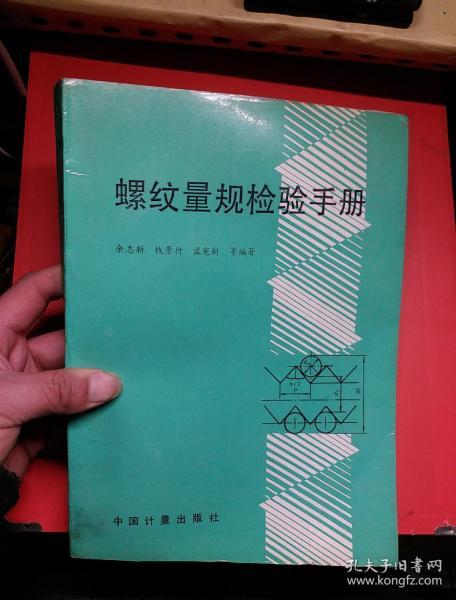 螺纹量规检验手册
余志新 钱景行 孟宪新 等编著
P
中国计量出版社
孔夫子旧书网
www.kongfz.com